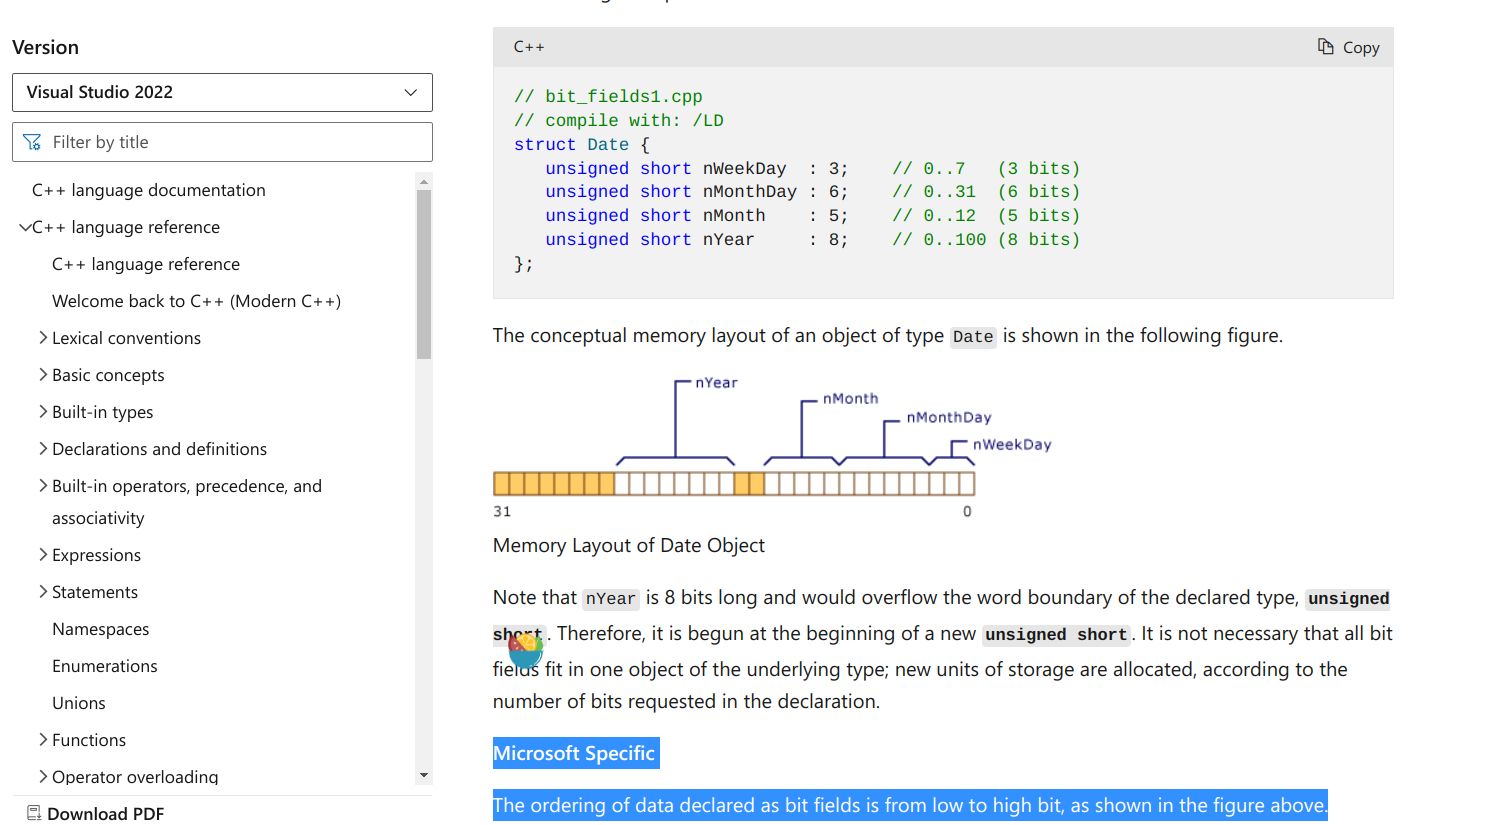 Version
Visual Studio 2022
Filter by title
C++ language documentation
C++ language reference
C++ language reference
Welcome back to C++ (Modern C++)
Lexical conventions
Basic concepts
Built-in types
Declarations and definitions
Built-in operators, precedence, and
associativity
Expressions
Statements
Namespaces
Enumerations
Unions
Functions
Operator overloading
Download PDF
C++
Copy
// bit_fields1.cpp
// compile with: /LD
struct Date {
   unsigned short nWeekDay  : 3;    // 0..7   (3 bits)
   unsigned short nMonthDay : 6;    // 0..31  (6 bits)
   unsigned short nMonth    : 5;    // 0..12  (5 bits)
   unsigned short nYear     : 8;    // 0..100 (8 bits)
};
The conceptual memory layout of an object of type Date is shown in the following figure.
nYear
nMonth
nMonthDay
nWeekDay
31 0
Memory Layout of Date Object
Note that nYear is 8 bits long and would overflow the word boundary of the declared type, unsigned
short. Therefore, it is begun at the beginning of a new unsigned short. It is not necessary that all bit
fields fit in one object of the underlying type; new units of storage are allocated, according to the
number of bits requested in the declaration.
Microsoft Specific
The ordering of data declared as bit fields is from low to high bit, as shown in the figure above.